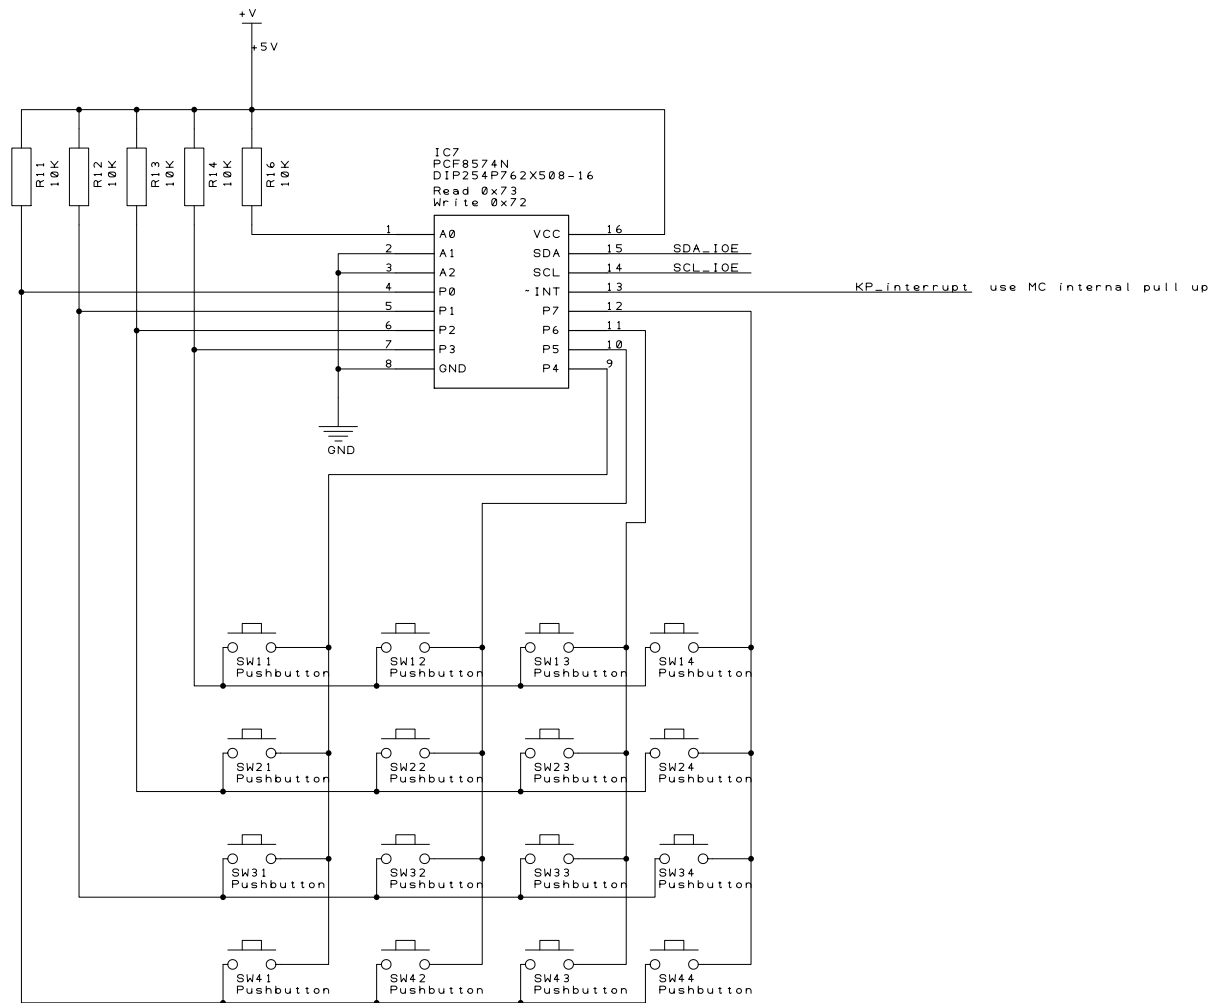 +V
+5V
R11
10K
R12
10K
R13
10K
R14
10K
R16
10K
IC7
PCF8574N
DIP254P762X508-16
Read 0x73
Write 0x72
1 A0 VCC 16
2 A1 SDA 15 SDA_IOE
3 A2 SCL 14 SCL_IOE
4 P0 ~INT 13 KP_interrupt use MC internal pull up
5 P1 P7 12
6 P2 P6 11
7 P3 P5 10
8 GND P4 9
GND
SW11 SW12 SW13 SW14
Pushbutton Pushbutton Pushbutton Pushbutton
SW21 SW22 SW23 SW24
Pushbutton Pushbutton Pushbutton Pushbutton
SW31 SW32 SW33 SW34
Pushbutton Pushbutton Pushbutton Pushbutton
SW41 SW42 SW43 SW44
Pushbutton Pushbutton Pushbutton Pushbutton